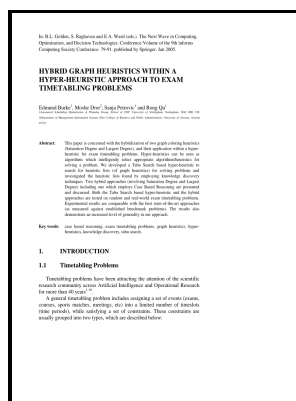 In: B.L. Golden, S. Raghavan and E.A. Wasil (eds.). The Next Wave in Computing,
Optimization, and Decision Technologies. Conference Volume of the 9th informs
Computing Society Conference. 79-91, published by Springer. Jan 2005.
HYBRID GRAPH HEURISTICS WITHIN A
HYPER-HEURISTIC APPROACH TO EXAM
TIMETABLING PROBLEMS
Edmund Burke¹, Moshe Dror², Sanja Petrovic¹ and Rong Qu¹
Abstract: This paper is concerned with the hybridization of two graph coloring heuristics
(Saturation Degree and Largest Degree), and their application within a hyper-
heuristic for exam timetabling problems. Hyper-heuristics can be seen as
algorithms which intelligently select appropriate algorithms/heuristics for
solving a problem. We developed a Tabu Search based hyper-heuristic to
search for heuristic lists (of graph heuristics) for solving problems and
investigated the heuristic lists found by employing knowledge discovery
techniques. Two hybrid approaches (involving Saturation Degree and Largest
Degree) including one which employs Case Based Reasoning are presented
and discussed. Both the Tabu Search based hyper-heuristic and the hybrid
approaches are tested on random and real-world exam timetabling problems.
Experimental results are comparable with the best state-of-the-art approaches
(as measured against established benchmark problems). The results also
demonstrate an increased level of generality in our approach.
Key words: case based reasoning, exam timetabling problems, graph heuristics, hyper-
heuristics, knowledge discovery, tabu search.
1. INTRODUCTION
1.1 Timetabling Problems
Timetabling problems have been attracting the attention of the scientific
research community across Artificial Intelligence and Operational Research
for more than 40 years
A general timetabling problem includes assigning a set of events (exams,
courses, sports matches, meetings, etc) into a limited number of timeslots
(time periods), while satisfying a set of constraints. These constraints are
usually grouped into two types, which are described below: